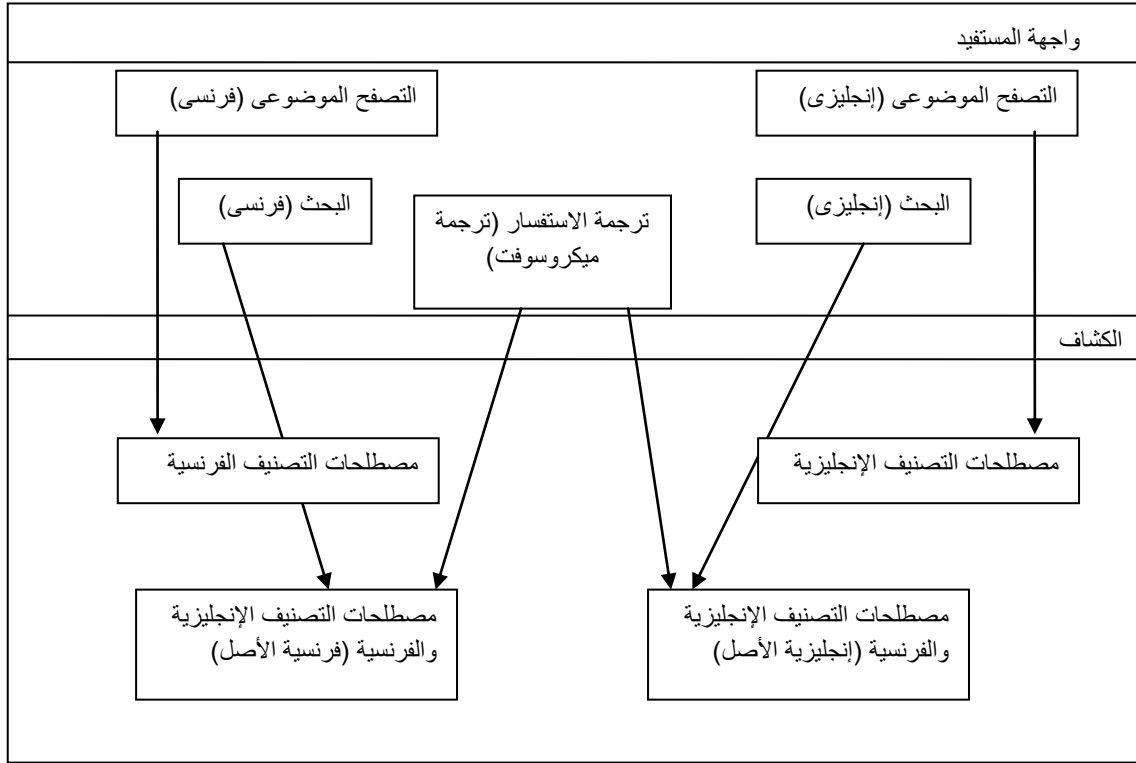 واجهة المستفيد
التصفح الموضوعى (إنجليزى)
التصفح الموضوعى (فرنسى)
البحث (إنجليزى)
ترجمة الاستفسار (ترجمة
ميكروسوفت)
البحث (فرنسى)
الكشاف
مصطلحات التصنيف الإنجليزية
مصطلحات التصنيف الفرنسية
مصطلحات التصنيف الإنجليزية
والفرنسية (إنجليزية الأصل)
مصطلحات التصنيف الإنجليزية
والفرنسية (فرنسية الأصل)